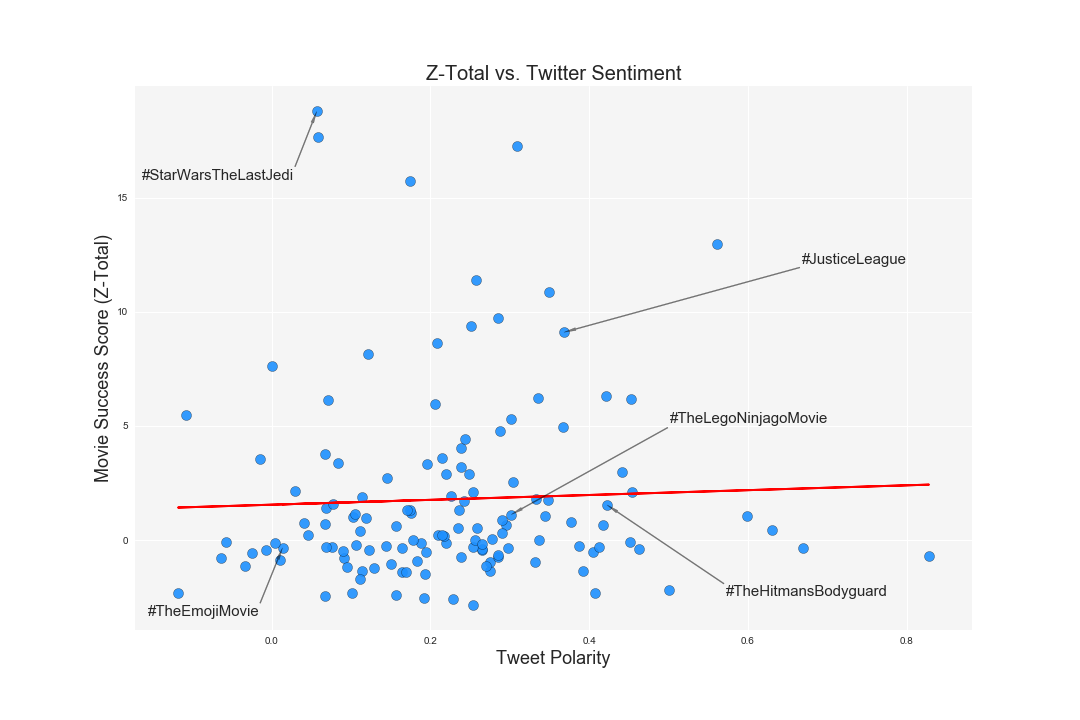 Z-Total vs. Twitter Sentiment
#StarWarsTheLastJedi
#JusticeLeague
#TheLegoNinjagoMovie
#TheHitmansBodyguard
#TheEmojiMovie
Movie Success Score (Z-Total)
15
10
5
0
0.0 0.2 0.4 0.6 0.8
Tweet Polarity